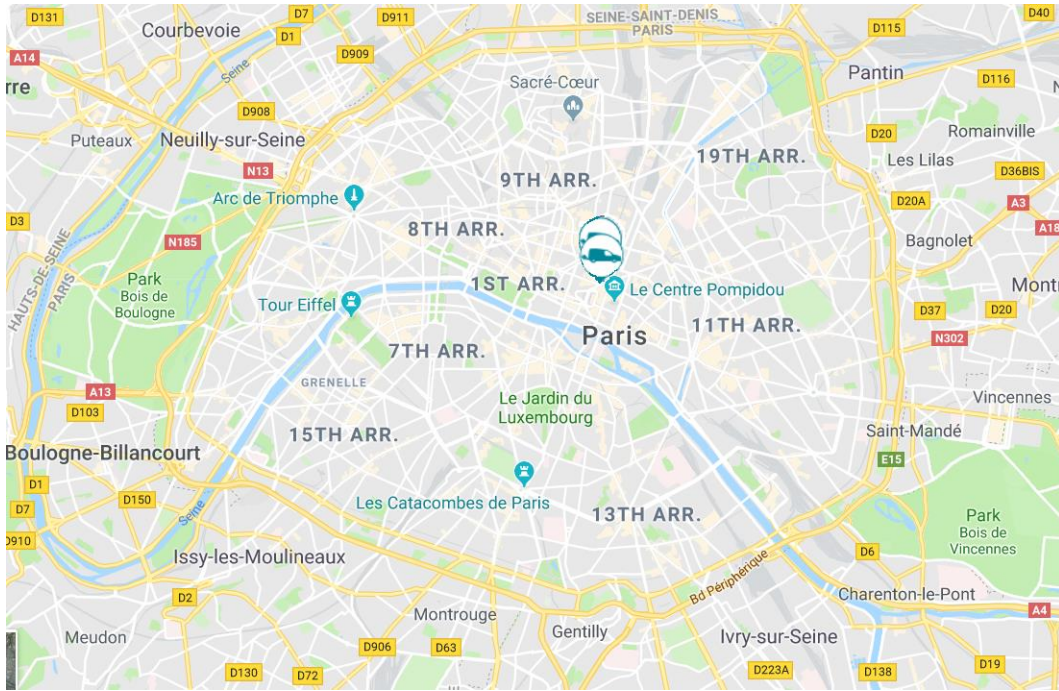 D131
D7
D911
SEINE-SAINT-DENIS
PARIS
D40
Courbevoie
D1
D115
A14
D909
Seine
Pantin
Sacré-Cœur
D116
rre
D908
D20
Romainville
Puteaux
Neuilly-sur-Seine
19TH ARR.
Les Lilas
N13
9TH ARR.
D36BIS
Arc de Triomphe
D20A
A3
D3
8TH ARR.
A18
N185
Bagnolet
HAUTS-DE-SEINE
PARIS
Park
Bois de
Boulogne
1ST ARR.
Le Centre Pompidou
Montr
Tour Eiffel
D37
D20
11TH ARR.
Paris
N302
7TH ARR.
GRENELLE
A13
Le Jardin du
Luxembourg
Vincennes
D103
15TH ARR.
Saint-Mandé
Boulogne-Billancourt
E15
D1
D150
Les Catacombes de Paris
D7
Seine
13TH ARR.
Park
Bois de
Vincennes
D910
Issy-les-Moulineaux
D6
Bd Périphérique
D2
Charenton-le-Pont
A4
Montrouge
Meudon
Gentilly
Ivry-sur-Seine
D906
D63
D19
D130
D72
D223A
D138